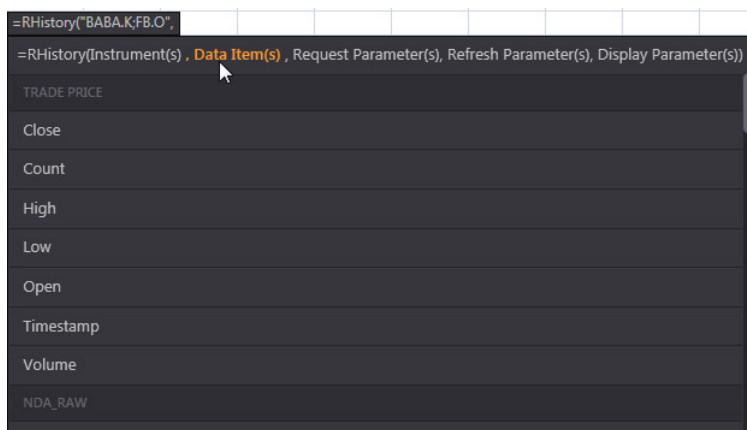 =RHistory("BABA.K;FB.O",
=RHistory(Instrument(s) , Data Item(s) , Request Parameter(s), Refresh Parameter(s), Display Parameter(s))
TRADE PRICE
Close
Count
High
Low
Open
Timestamp
Volume
NDA_RAW